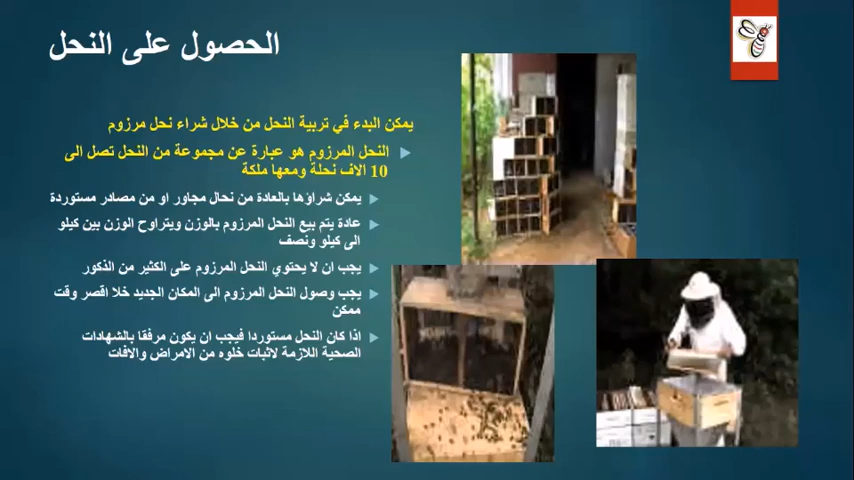 الحصول على النحل
يمكن البدء في تربية النحل من خلال شراء نحل مرزوم
النحل المرزوم هو عبارة عن مجموعة من النحل تصل الى
10 الاف نحلة ومعها ملكة
يمكن شراؤها بالعادة من نحال مجاور او من مصادر مستوردة
عادة يتم بيع النحل المرزوم بالوزن ويتراوح الوزن بين كيلو
الى كيلو ونصف
يجب ان لا يحتوي النحل المرزوم على الكثير من الذكور
يجب وصول النحل المرزوم الى المكان الجديد خلا اقصر وقت
ممكن
اذا كان النحل مستوردا فيجب ان يكون مرفقا بالشهادات
الصحية اللازمة لاثبات خلوه من الامراض والافات